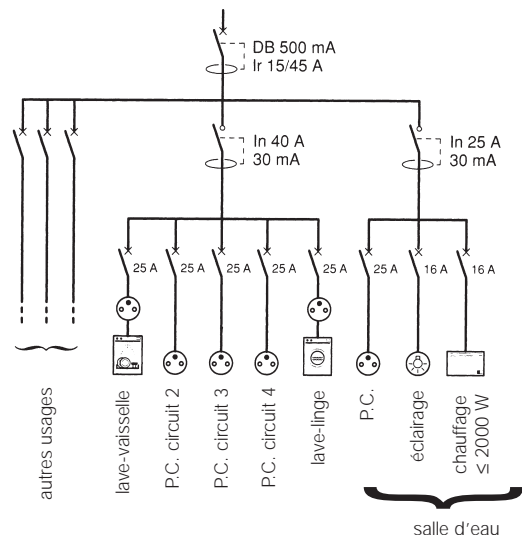 DB 500 mA
Ir 15/45 A
In 40 A
30 mA
In 25 A
30 mA
25 A
25 A
25 A
25 A
25 A
25 A
16 A
16 A
autres usages
lave-vaisselle
P.C. circuit 2
P.C. circuit 3
P.C. circuit 4
lave-linge
P.C.
éclairage
chauffage
≤ 2000 W
salle d'eau